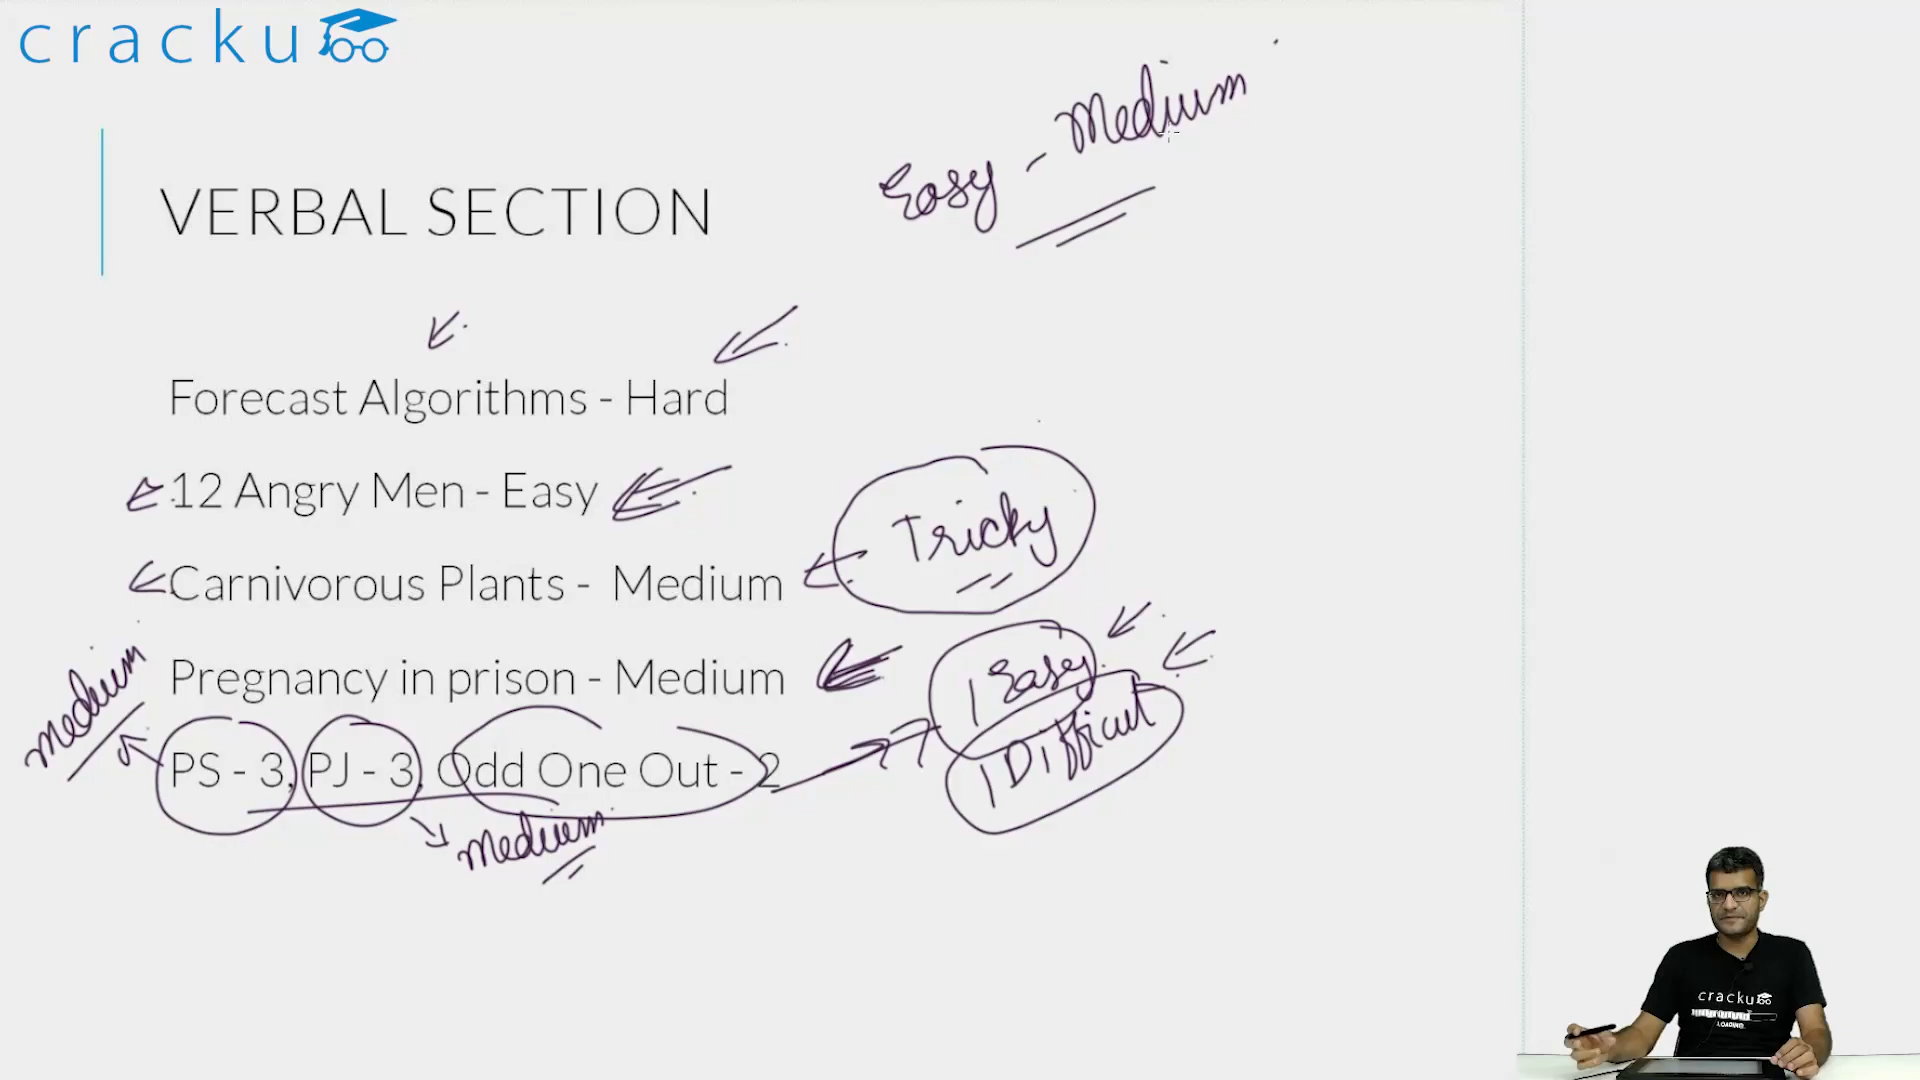 cracku
Easy - Medium
VERBAL SECTION
Forecast Algorithms - Hard
12 Angry Men - Easy
Tricky
Carnivorous Plants - Medium
Pregnancy in prison - Medium
1 Easy
1 Difficult
Medium
PS - 3, PJ - 3, Odd One Out - 2
Medium
cracku
LOADING